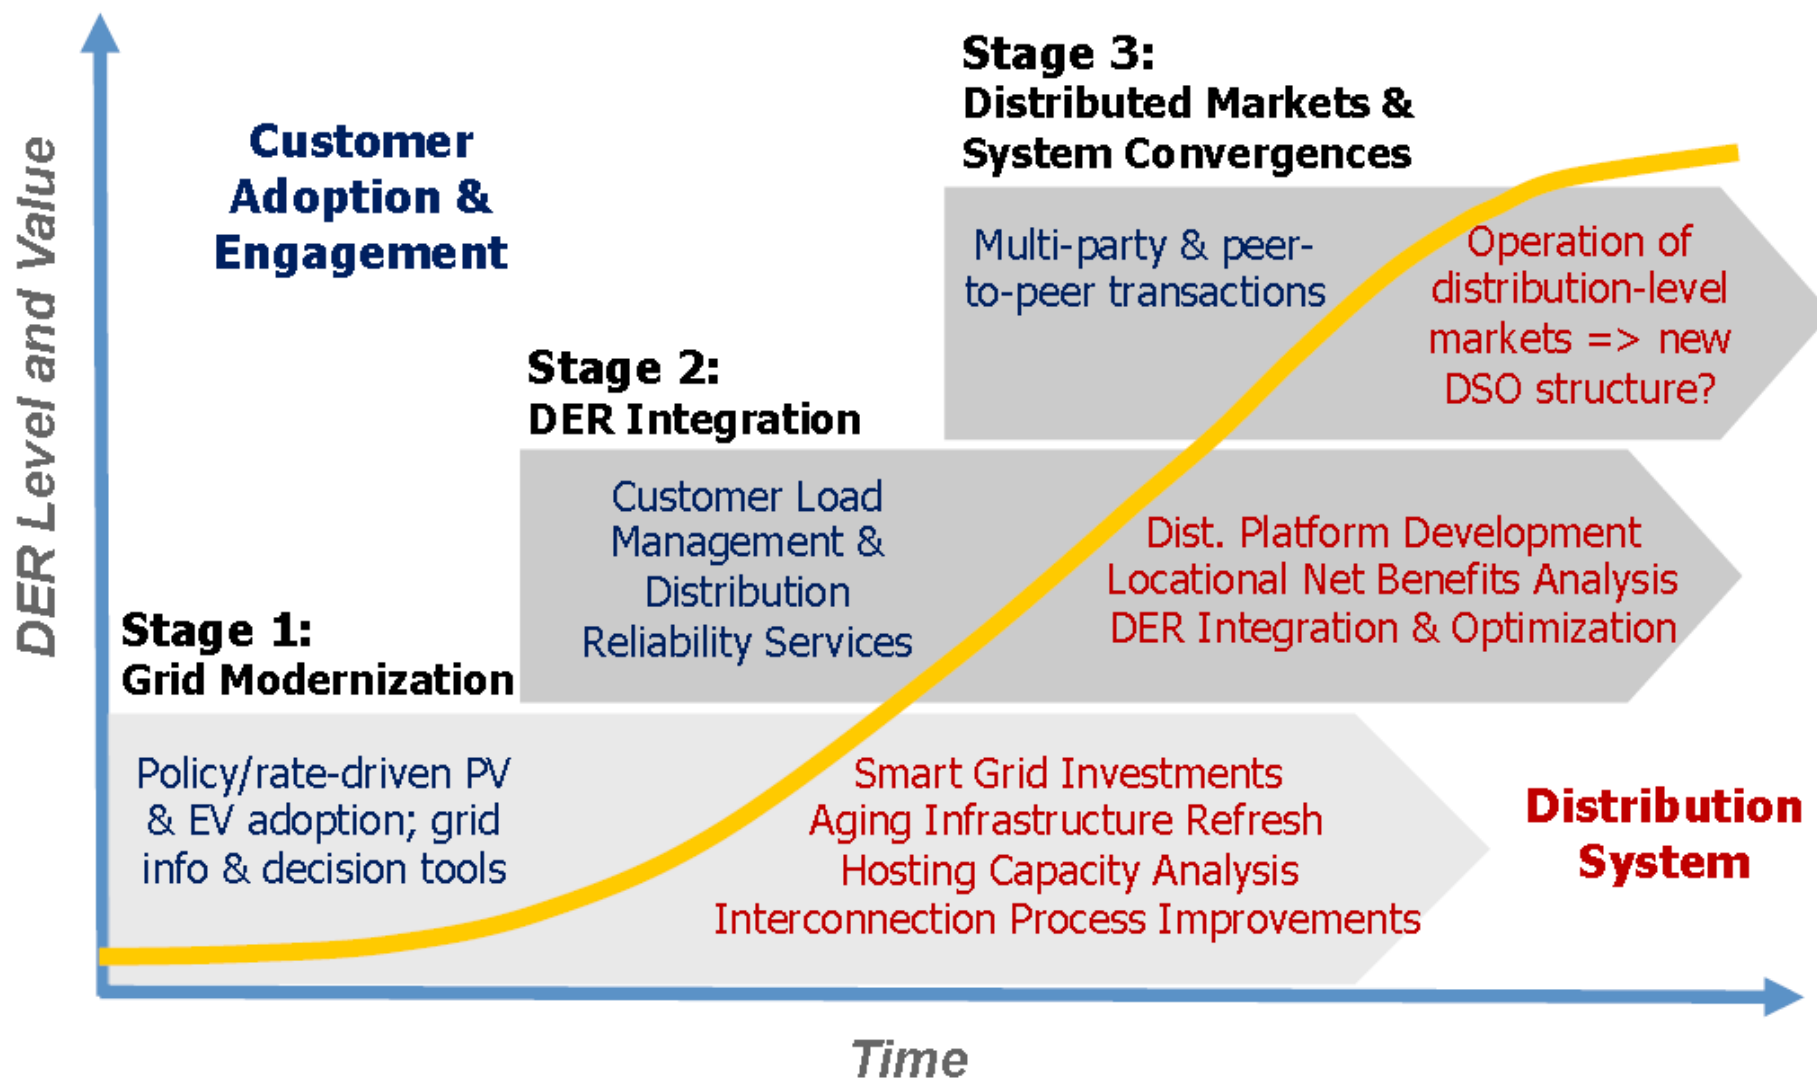 DER Level and Value
Customer
Adoption &
Engagement
Stage 3:
Distributed Markets &
System Convergences
Multi-party & peer-
to-peer transactions
Operation of
distribution-level
markets => new
DSO structure?
Stage 2:
DER Integration
Customer Load
Management &
Distribution
Reliability Services
Dist. Platform Development
Locational Net Benefits Analysis
DER Integration & Optimization
Stage 1:
Grid Modernization
Policy/rate-driven PV
& EV adoption; grid
info & decision tools
Smart Grid Investments
Aging Infrastructure Refresh
Hosting Capacity Analysis
Interconnection Process Improvements
Distribution
System
Time